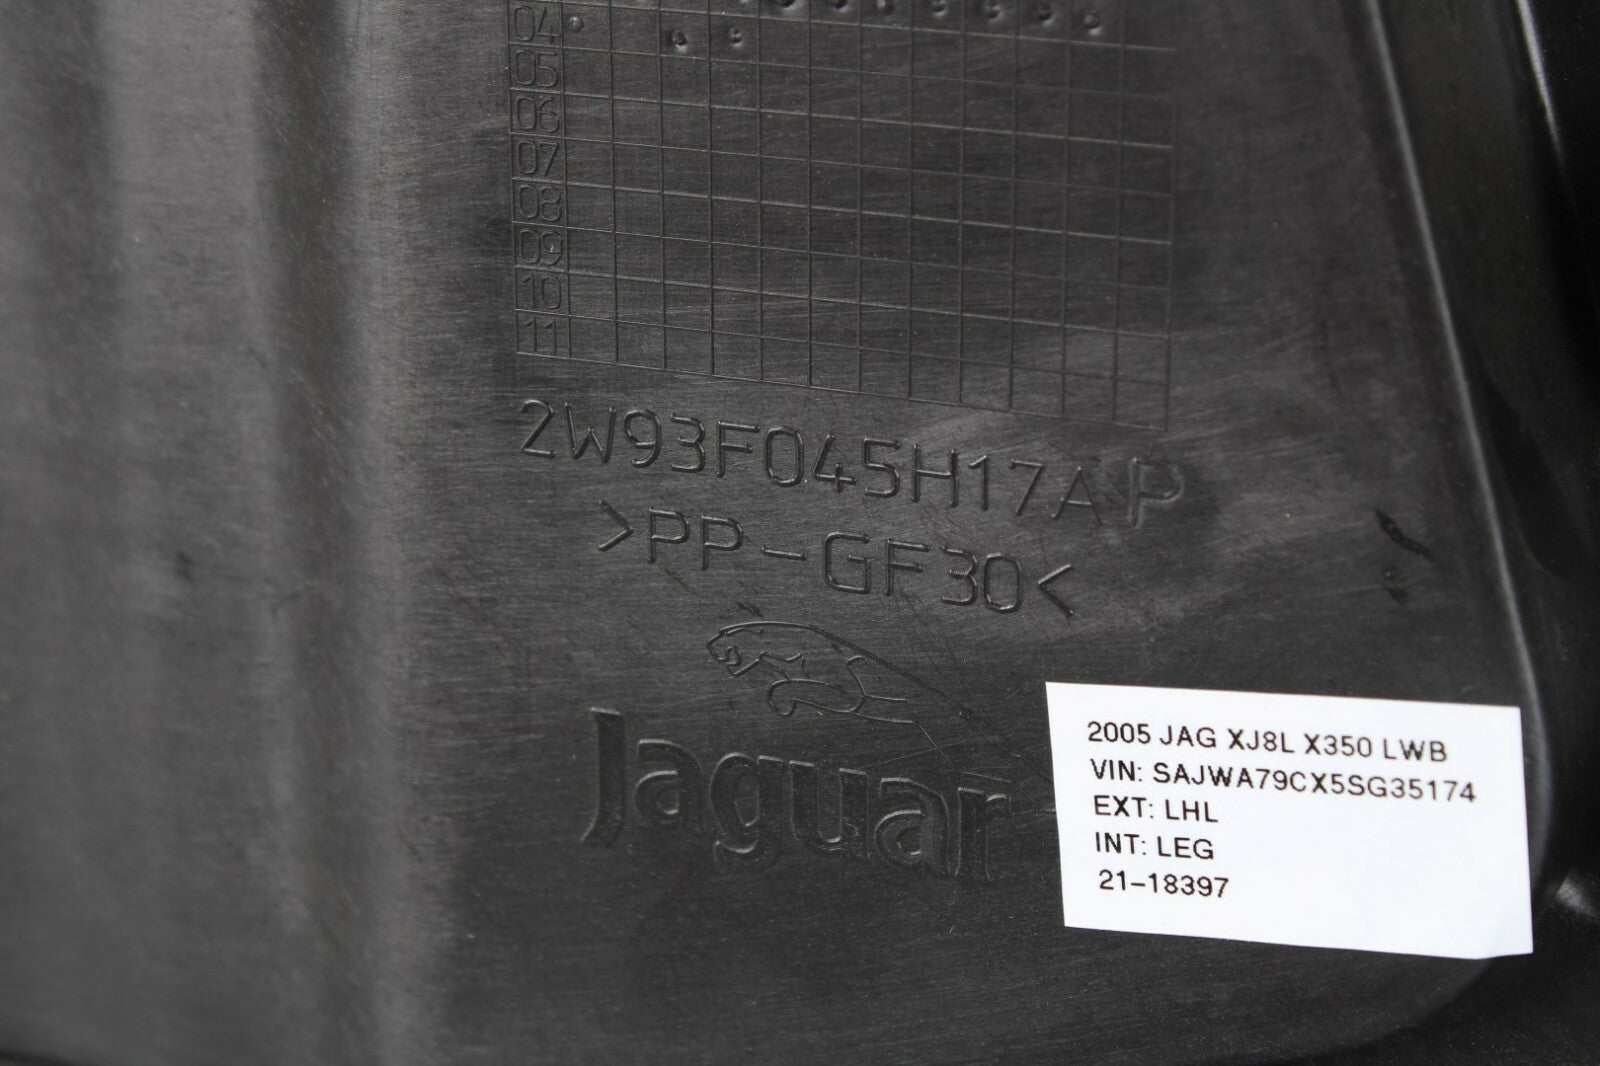 04
05
06
07
08
09
10
11
2W93F045H17AP
>PP-GF30<
Jaguar
2005 JAG XJ8L X350 LWB
VIN: SAJWA79CX5SG35174
EXT: LHL
INT: LEG
21-18397